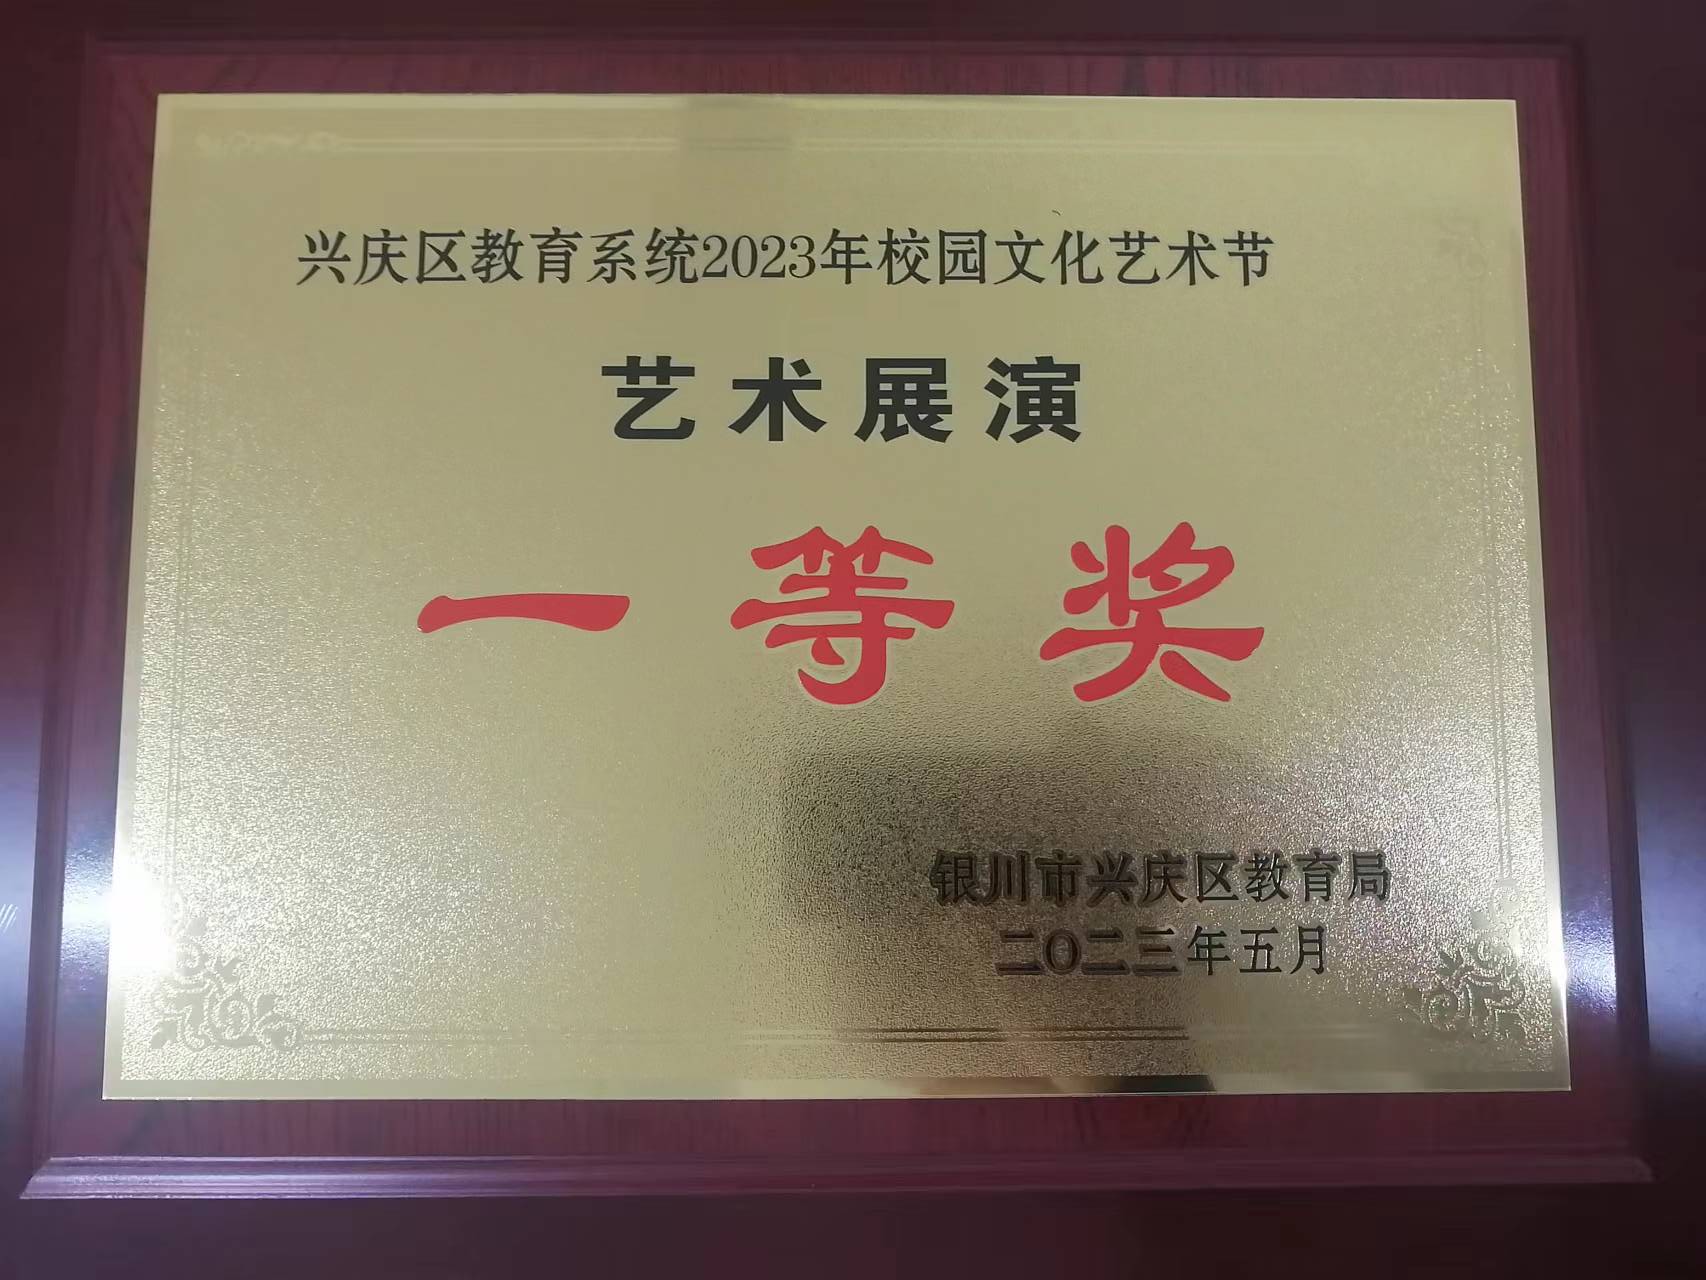 兴庆区教育系统2023年校园文化艺术节
艺术展演
一等奖
银川市兴庆区教育局
二〇二三年五月